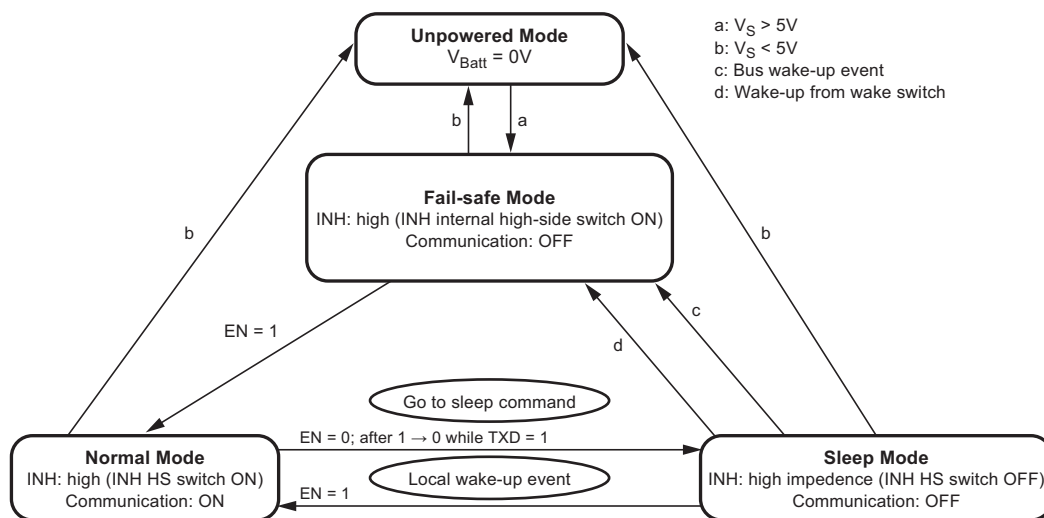 Unpowered Mode
V_Batt = 0V
a: V_S > 5V
b: V_S < 5V
c: Bus wake-up event
d: Wake-up from wake switch
b
a
Fail-safe Mode
INH: high (INH internal high-side switch ON)
Communication: OFF
b
b
EN = 1
d
c
Go to sleep command
EN = 0; after 1 → 0 while TXD = 1
Normal Mode
INH: high (INH HS switch ON)
Communication: ON
Local wake-up event
EN = 1
Sleep Mode
INH: high impedence (INH HS switch OFF)
Communication: OFF